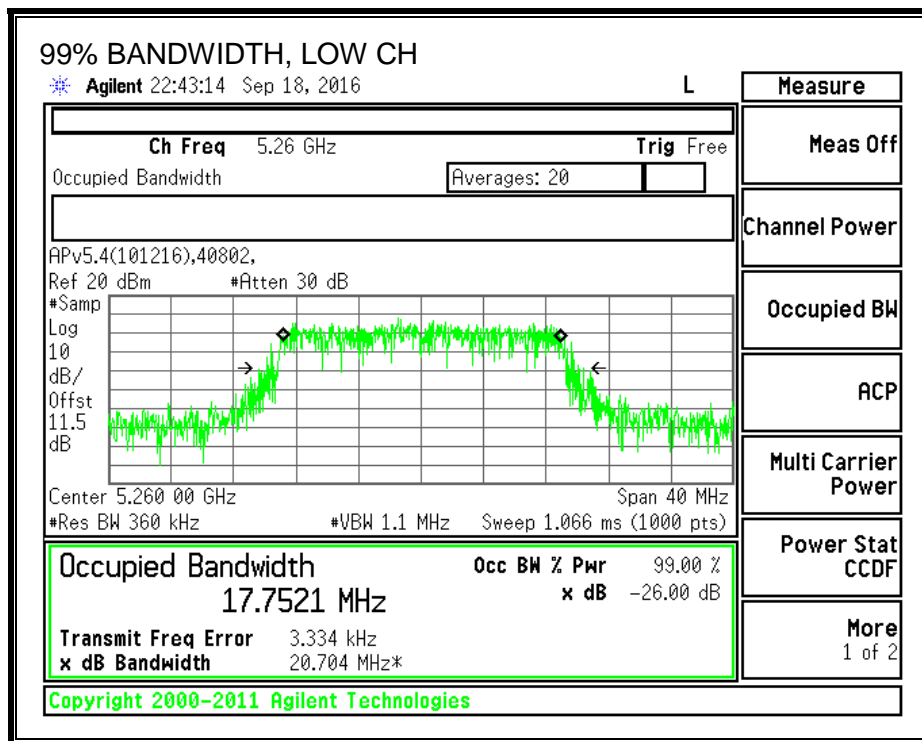 99% BANDWIDTH, LOW CH
Agilent 22:43:14 Sep 18, 2016 L
Measure
Ch Freq 5.26 GHz Trig Free
Meas Off
Occupied Bandwidth Averages: 20
Channel Power
APv5.4(101216),40802,
Ref 20 dBm #Atten 30 dB
#Samp
Log
10
dB/
Offst
11.5
dB
Occupied BW
ACP
Multi Carrier
Power
Center 5.260 00 GHz Span 40 MHz
#Res BW 360 kHz #VBW 1.1 MHz Sweep 1.066 ms (1000 pts)
Power Stat
CCDF
Occupied Bandwidth Occ BW % Pwr 99.00 %
17.7521 MHz x dB -26.00 dB
Transmit Freq Error 3.334 kHz
x dB Bandwidth 20.704 MHz*
More
1 of 2
Copyright 2000-2011 Agilent Technologies